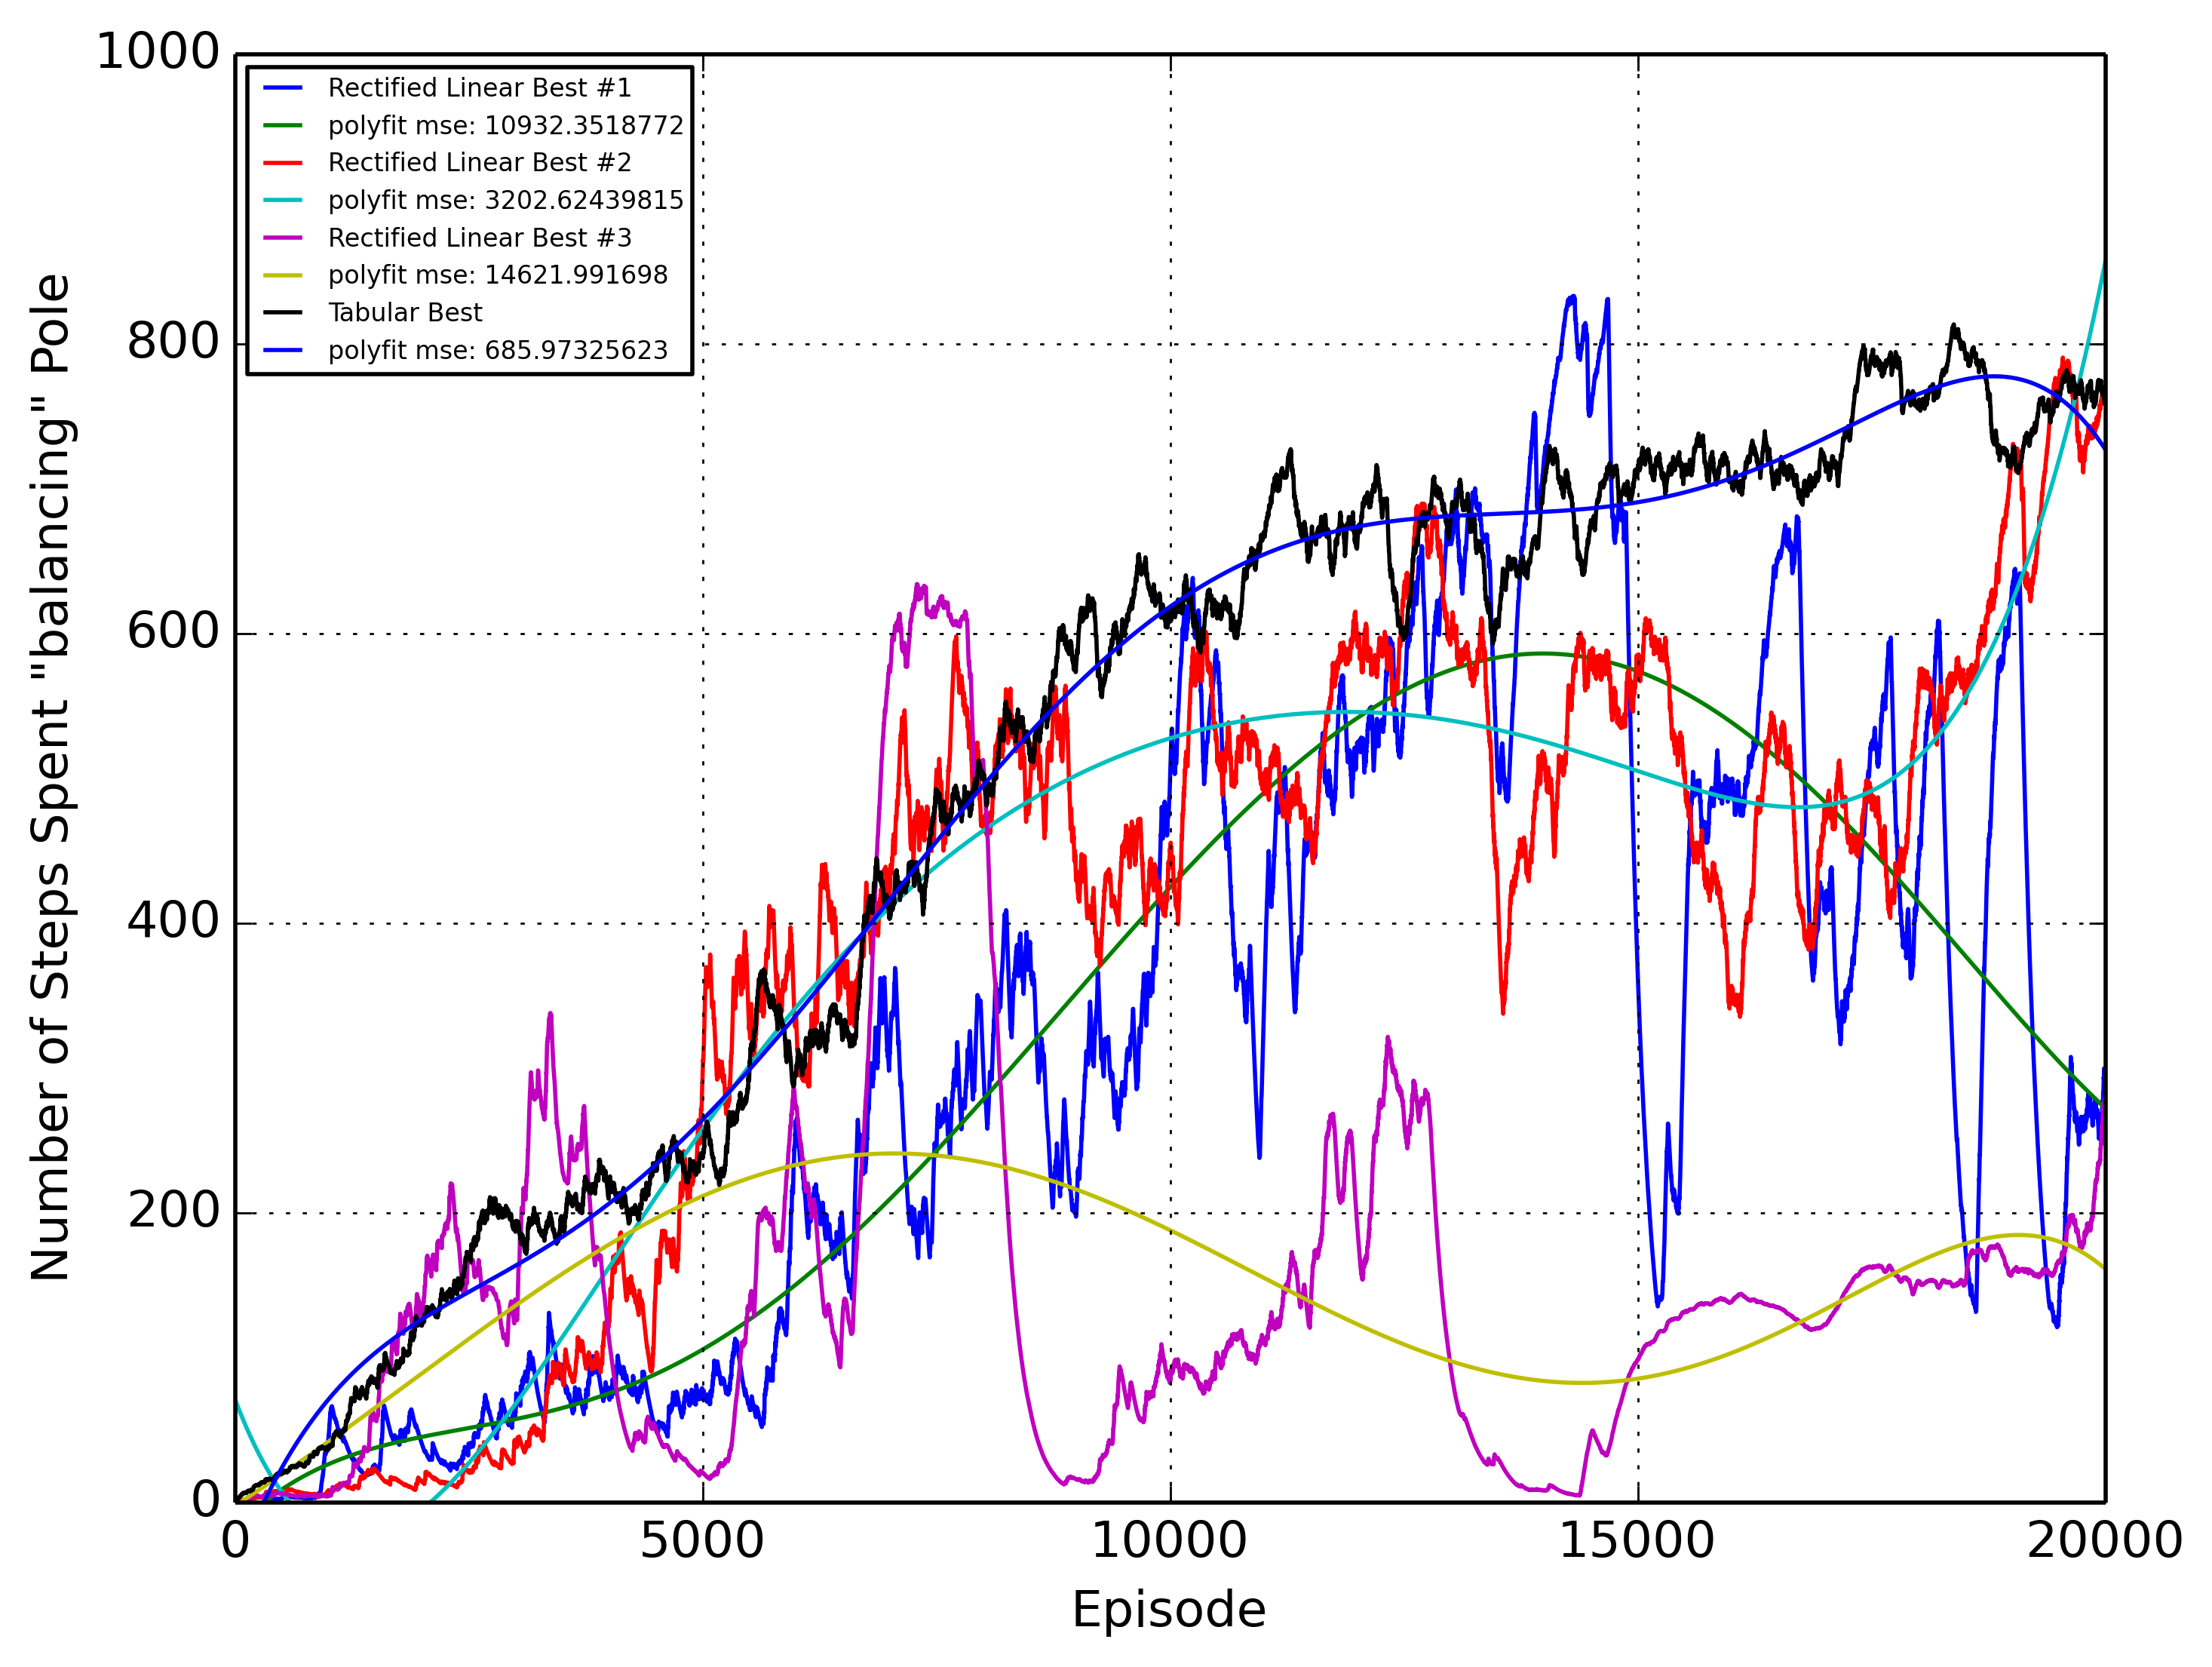 Number of Steps Spent "balancing" Pole
1000
800
600
400
200
0
Rectified Linear Best #1
polyfit mse: 10932.3518772
Rectified Linear Best #2
polyfit mse: 3202.62439815
Rectified Linear Best #3
polyfit mse: 14621.991698
Tabular Best
polyfit mse: 685.97325623
0 5000 10000 15000 20000
Episode